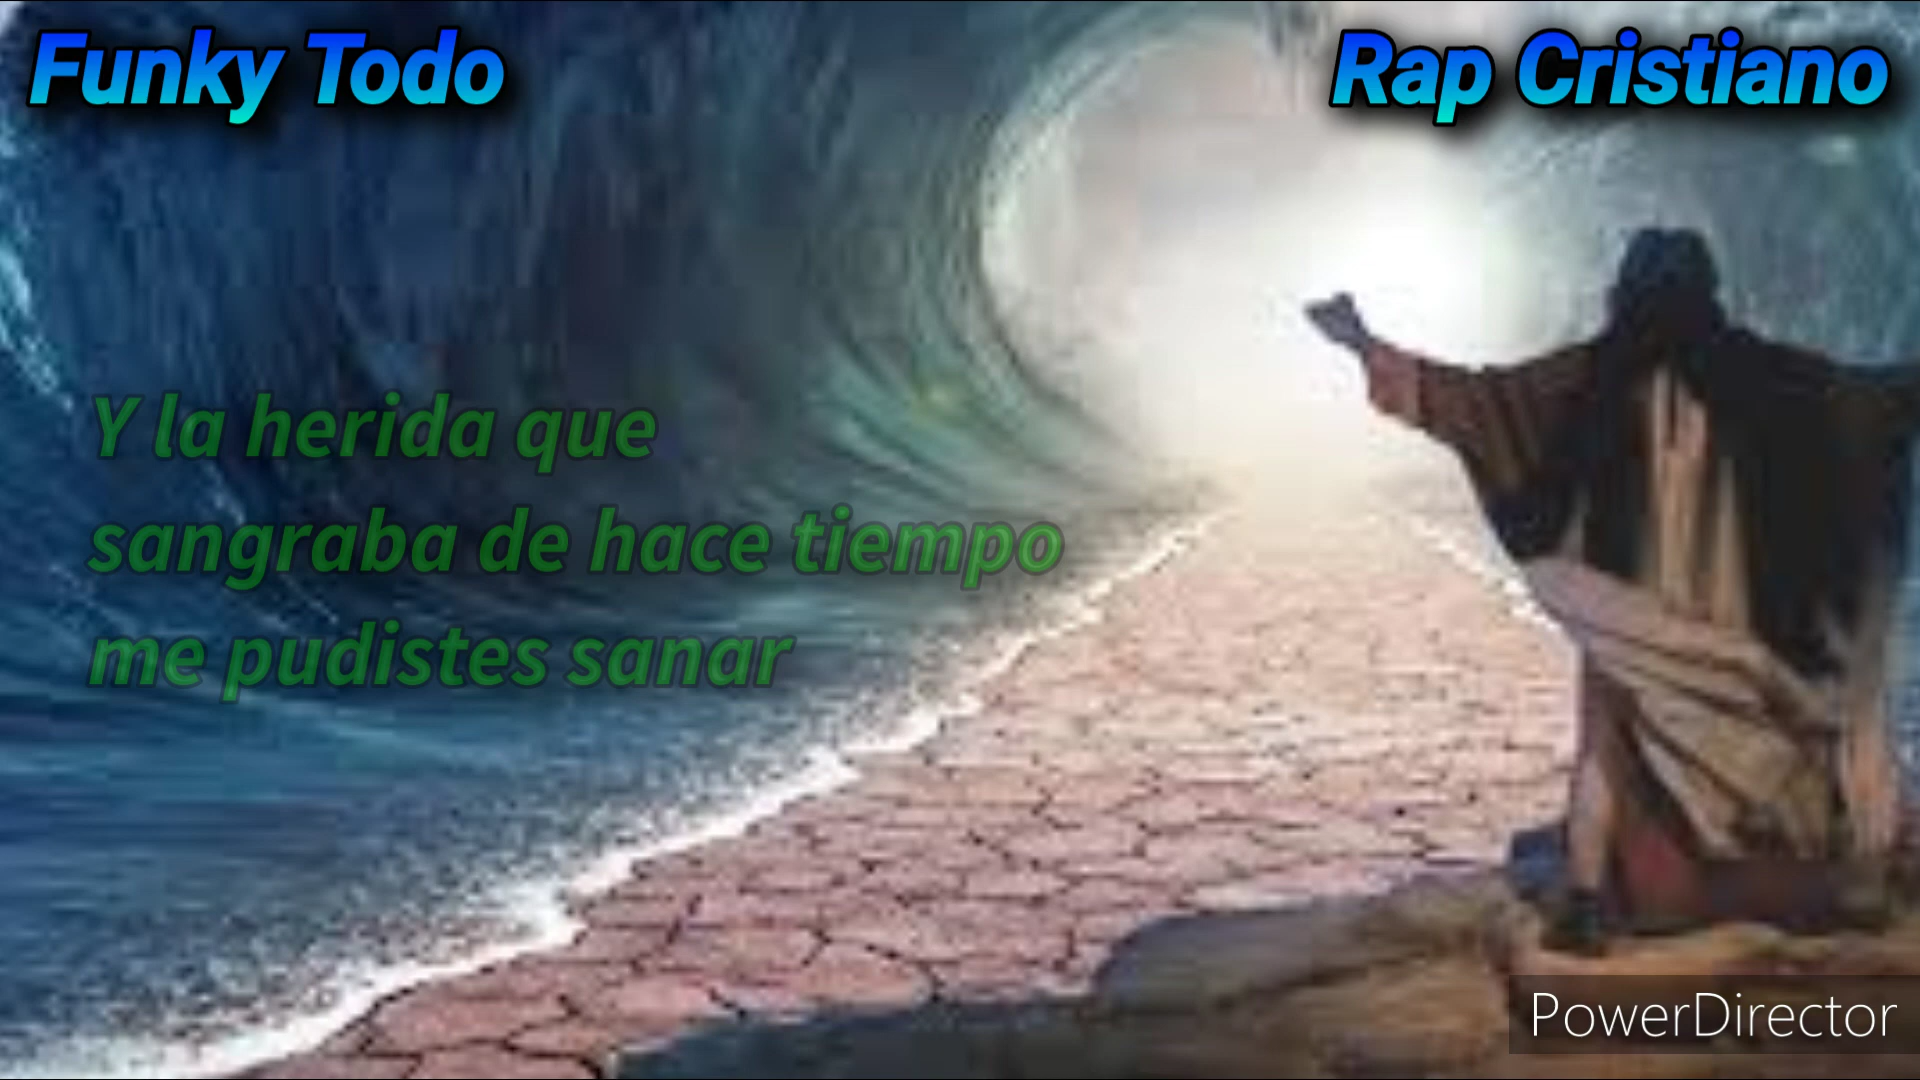 Funky Todo
Rap Cristiano
Y la herida que
sangraba de hace tiempo
me pudistes sanar
PowerDirector